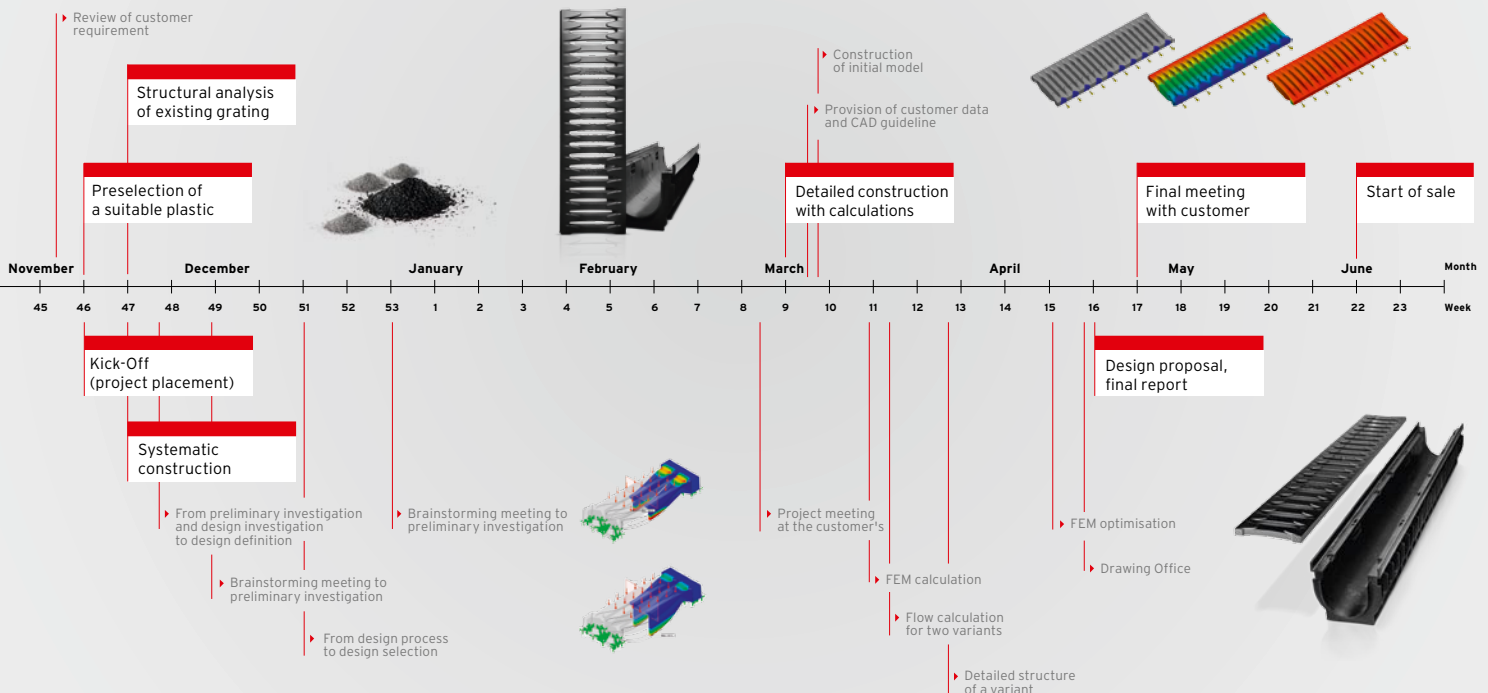 Review of customer
requirement
Structural analysis
of existing grating
Preselection of
a suitable plastic
Construction
of initial model
Provision of customer data
and CAD guideline
Detailed construction
with calculations
Final meeting
with customer
Start of sale
November December January February March April May June Month
45 46 47 48 49 50 51 52 53 1 2 3 4 5 6 7 8 9 10 11 12 13 14 15 16 17 18 19 20 21 22 23 Week
Kick-Off
(project placement)
Systematic
construction
Design proposal,
final report
From preliminary investigation
and design investigation
to design definition
Brainstorming meeting to
preliminary investigation
From design process
to design selection
Brainstorming meeting to
preliminary investigation
Project meeting
at the customer's
FEM calculation
Flow calculation
for two variants
Detailed structure
of a variant
FEM optimisation
Drawing Office